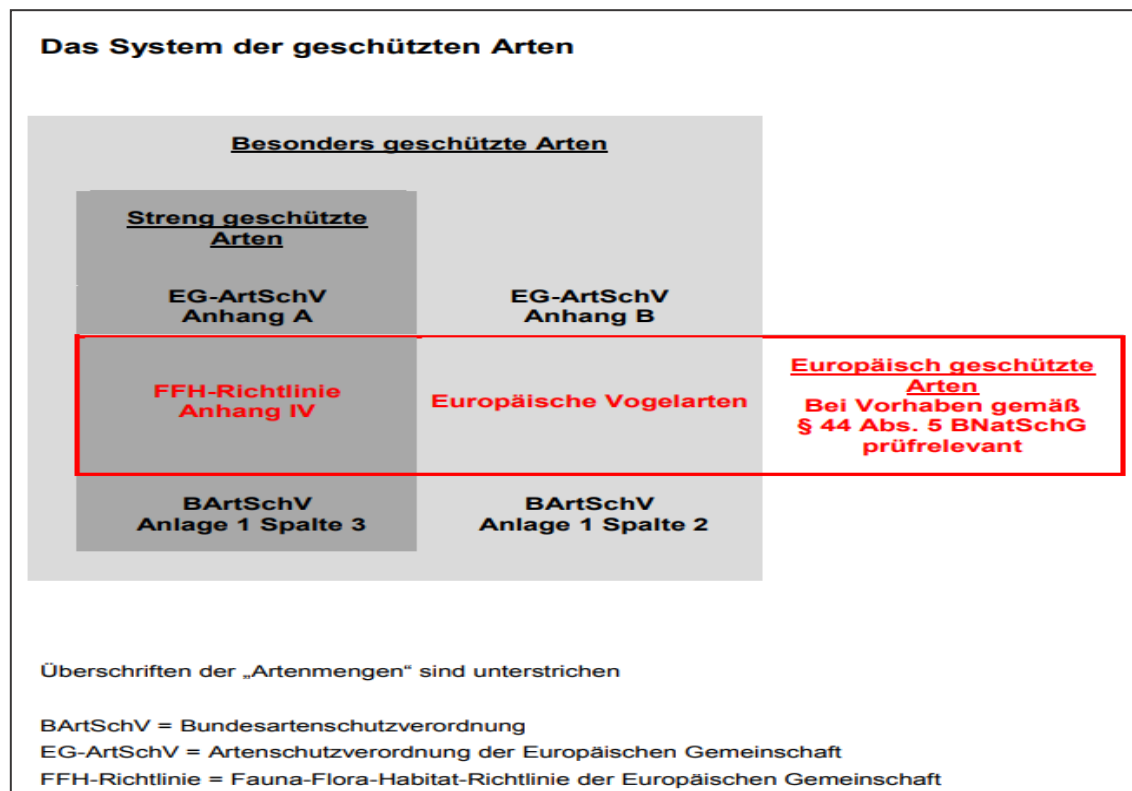 Das System der geschützten Arten
Besonders geschützte Arten
Streng geschützte
Arten
EG-ArtSchV
Anhang A
EG-ArtSchV
Anhang B
FFH-Richtlinie
Anhang IV
Europäische Vogelarten
Europäisch geschützte
Arten
Bei Vorhaben gemäß
§ 44 Abs. 5 BNatSchG
prüfrelevant
BArtSchV
Anlage 1 Spalte 3
BArtSchV
Anlage 1 Spalte 2
Überschriften der „Artenmengen“ sind unterstrichen
BArtSchV = Bundesartenschutzverordnung
EG-ArtSchV = Artenschutzverordnung der Europäischen Gemeinschaft
FFH-Richtlinie = Fauna-Flora-Habitat-Richtlinie der Europäischen Gemeinschaft